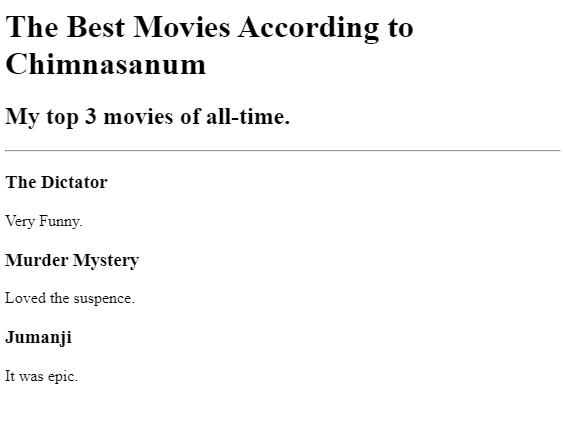 The Best Movies According to
Chimnasanum
My top 3 movies of all-time.
The Dictator
Very Funny.
Murder Mystery
Loved the suspence.
Jumanji
It was epic.